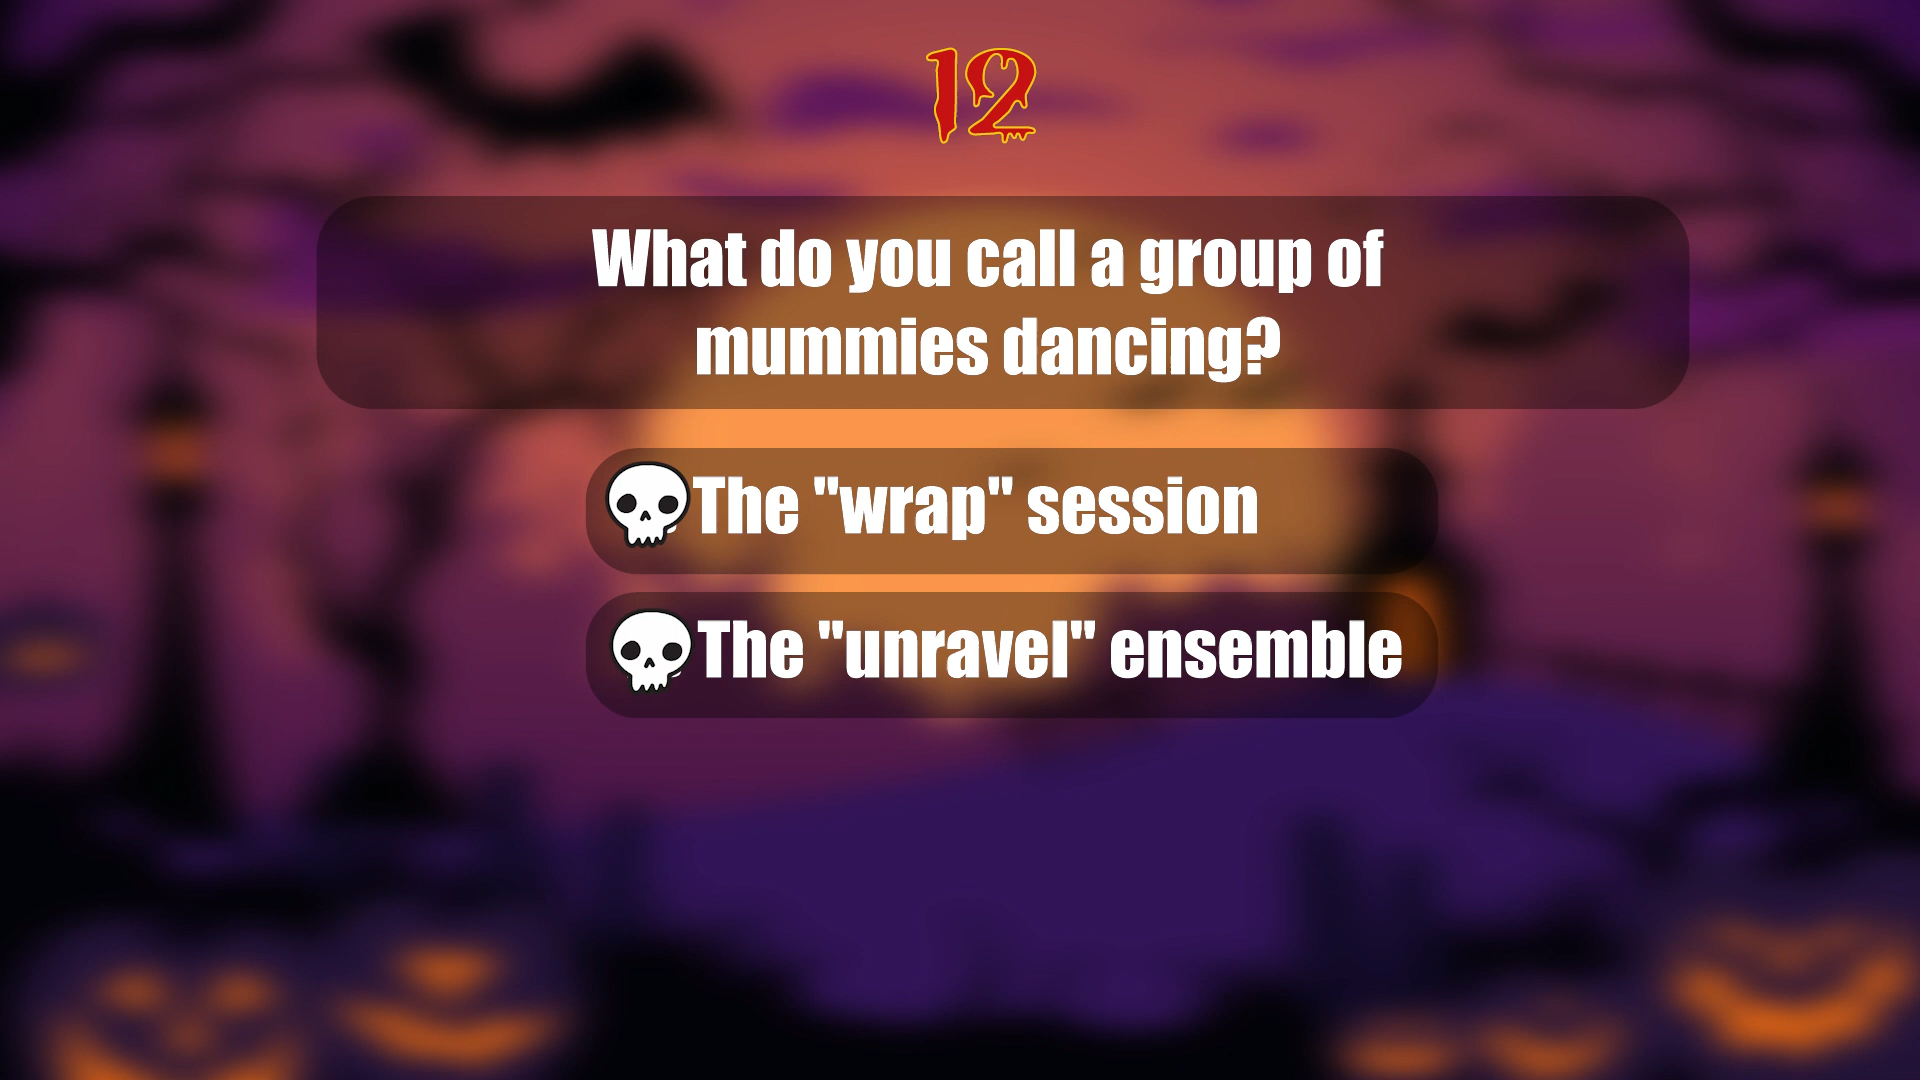 12
What do you call a group of
mummies dancing?
The "wrap" session
The "unravel" ensemble